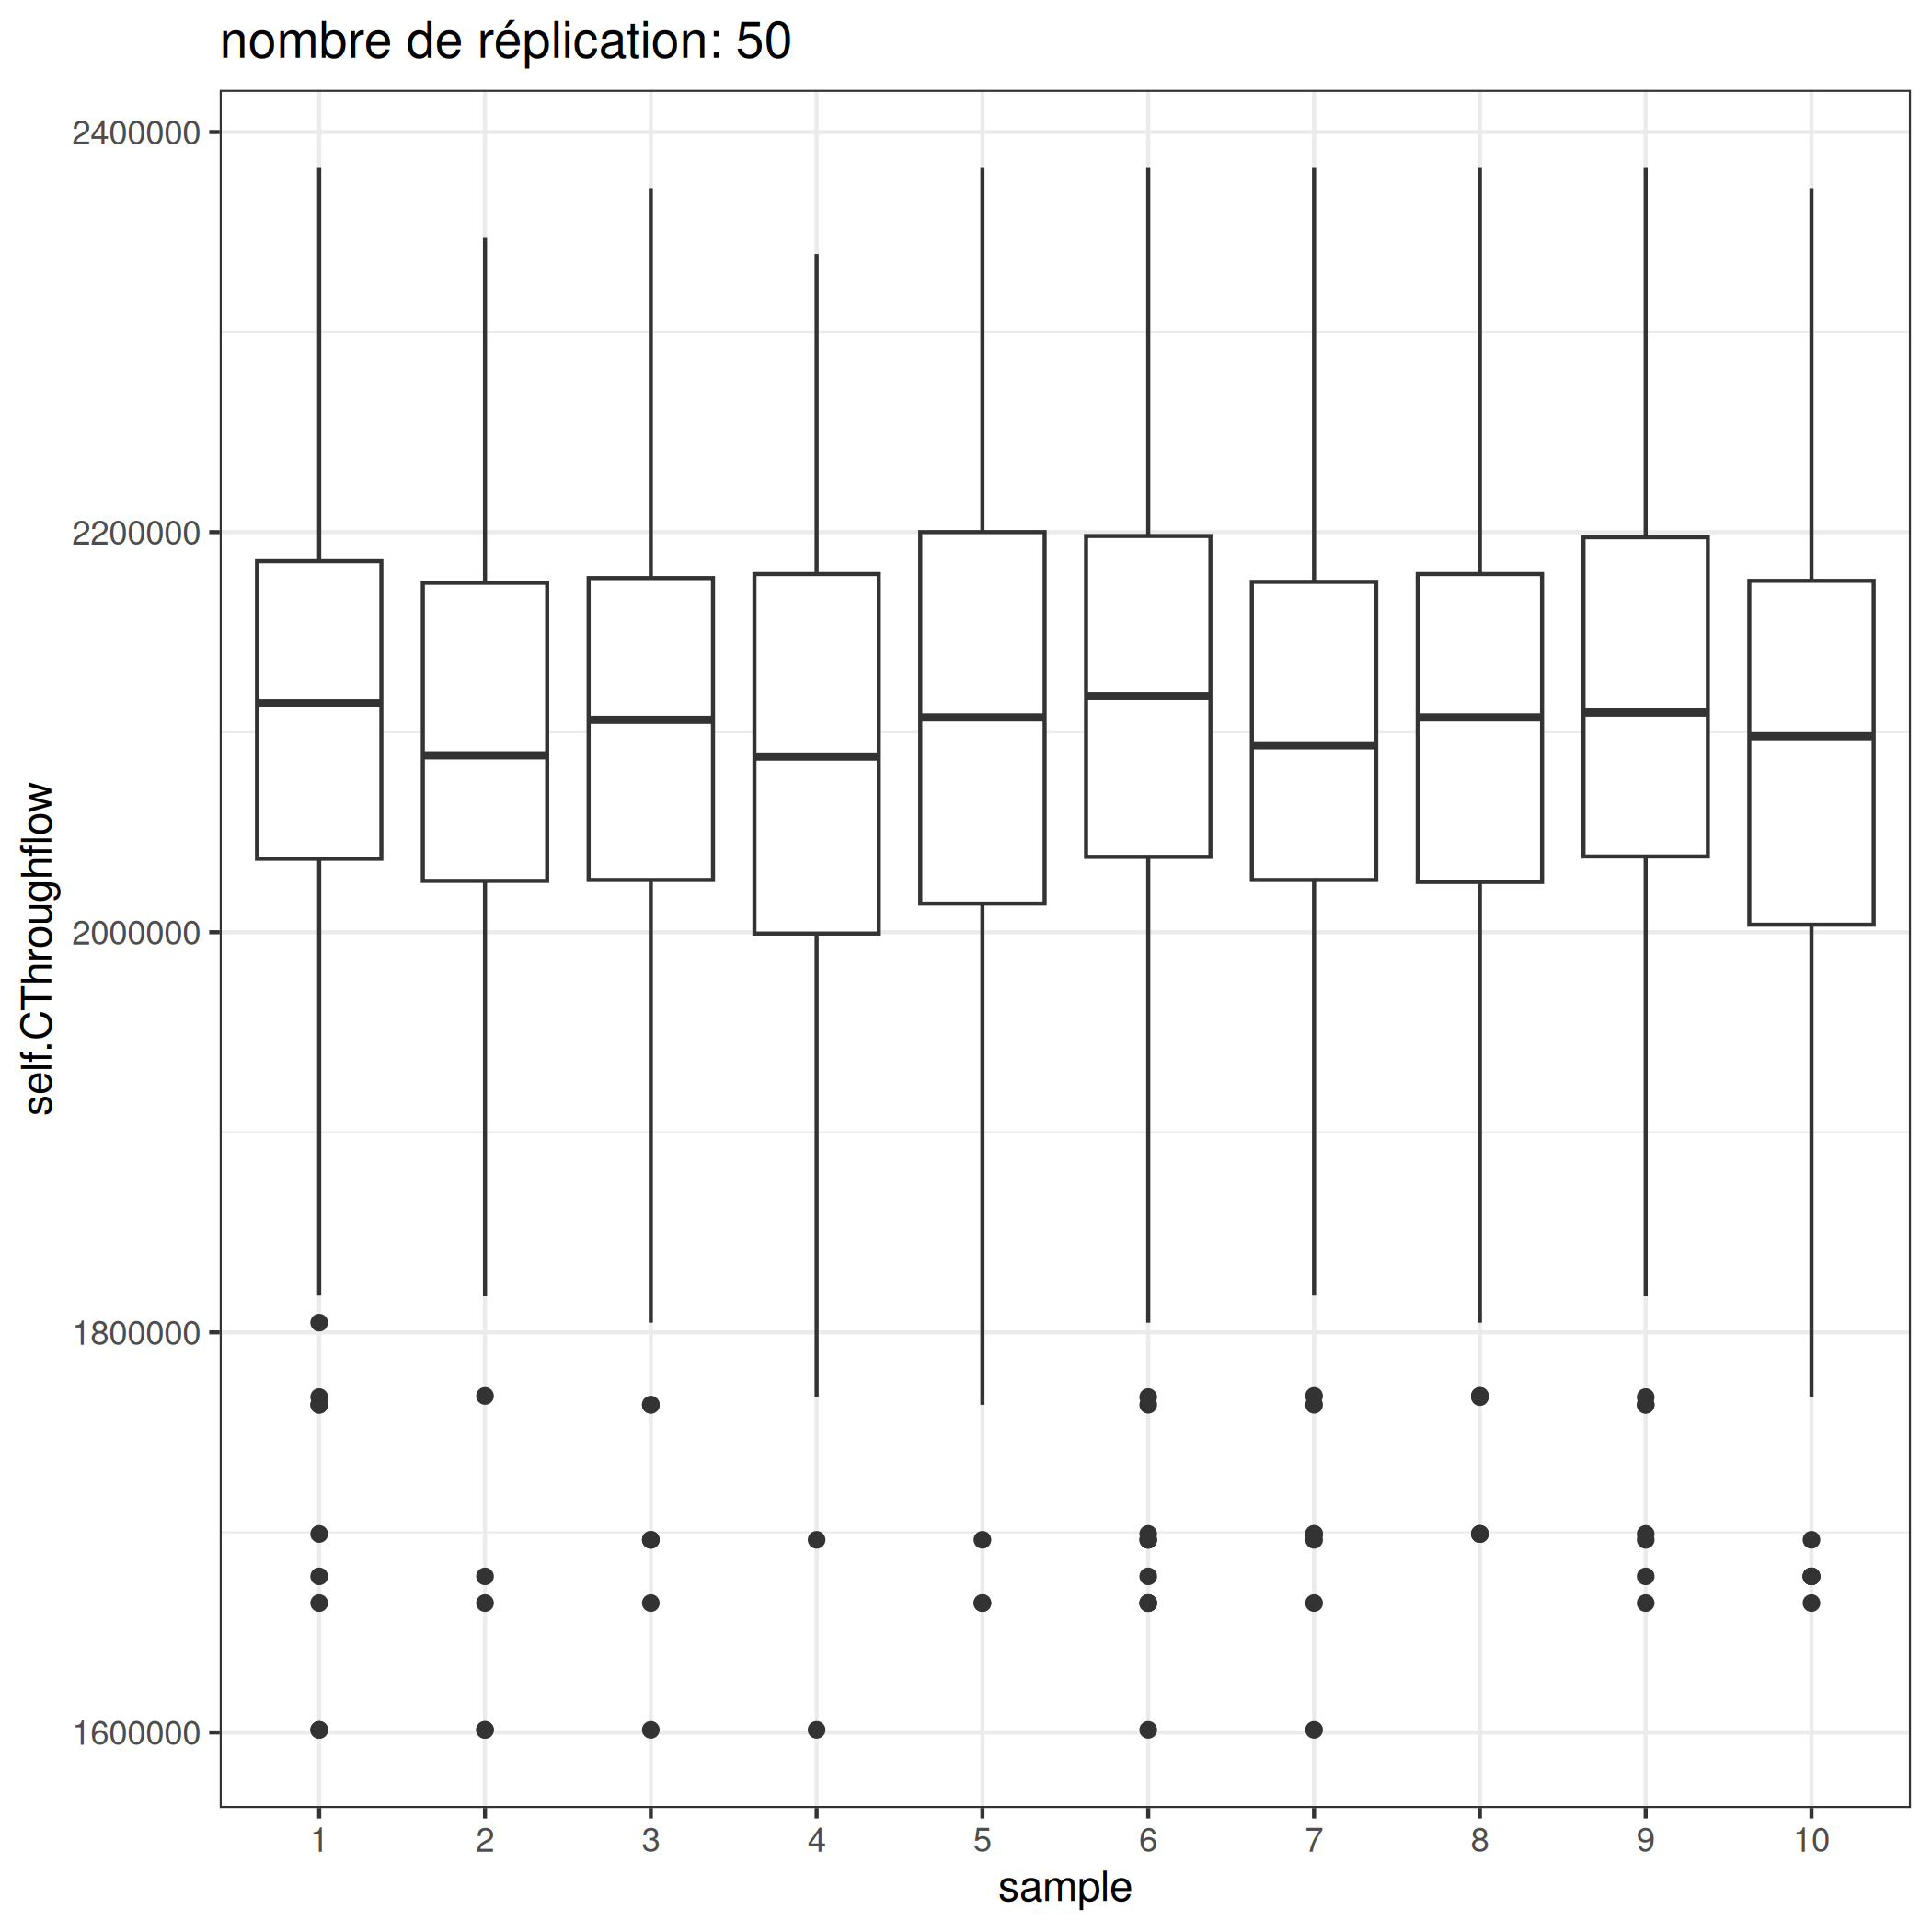 nombre de réplication: 50
self.CThroughflow
2400000
2200000
2000000
1800000
1600000
1 2 3 4 5 6 7 8 9 10
sample